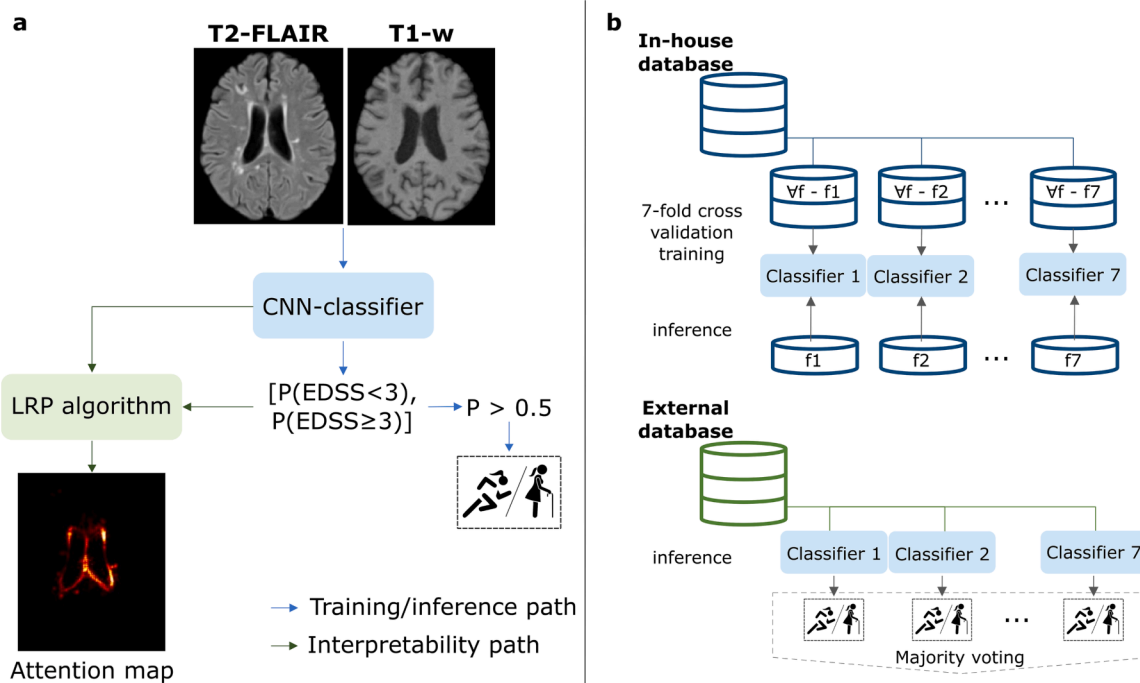 a
T2-FLAIR
T1-w
CNN-classifier
LRP algorithm
[P(EDSS<3),
P(EDSS≥3)]
P > 0.5
Attention map
Training/inference path
Interpretability path
b
In-house
database
7-fold cross
validation
training
∀f - f1
∀f - f2
...
∀f - f7
Classifier 1
Classifier 2
Classifier 7
inference
f1
f2
...
f7
External
database
inference
Classifier 1
Classifier 2
Classifier 7
...
Majority voting